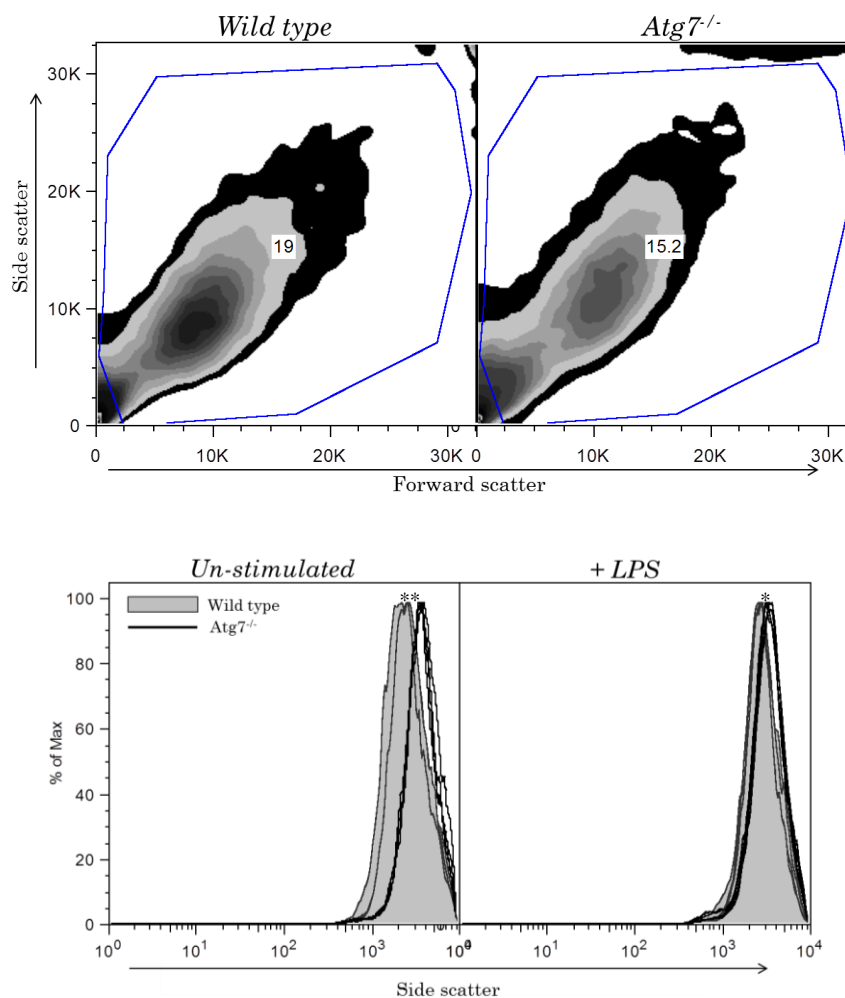 Wild type Atg7-/-
30K
20K
10K
0
Side scatter
19
15.2
0 10K 20K 30K 0 10K 20K 30K
Forward scatter
Un-stimulated + LPS
100
80
60
40
20
0
% of Max
** *
Wild type
Atg7-/-
10⁰ 10¹ 10² 10³ 10⁴ 10¹ 10² 10³ 10⁴
Side scatter